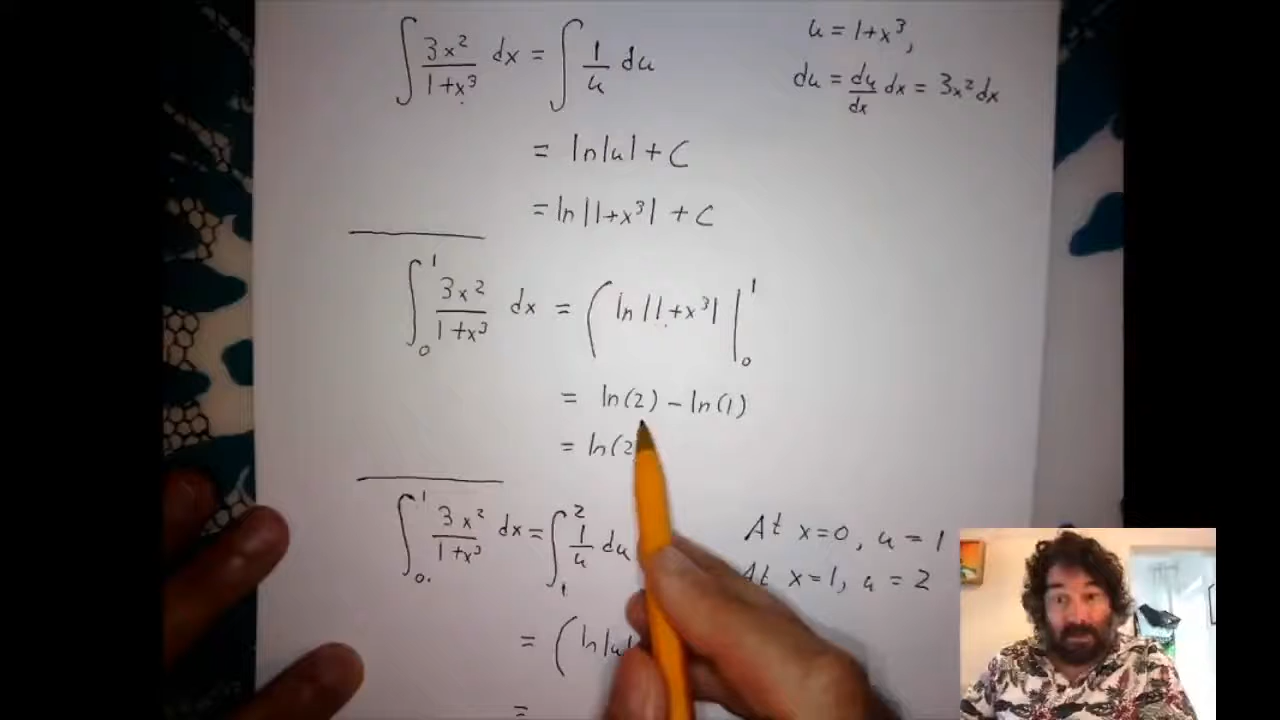 ∫ 3x²/1+x³ dx = ∫ 1/u du
u = 1+x³,
du = du/dx dx = 3x² dx
= ln|u| + C
= ln|1+x³| + C
∫₀¹ 3x²/1+x³ dx = (ln|1+x³||₀¹
= ln(2) - ln(1)
= ln(2
∫₀¹ 3x²/1+x³ dx = ∫₁² 1/u du
At x=0, u = 1
At x=1, u = 2
= (ln|u|
=